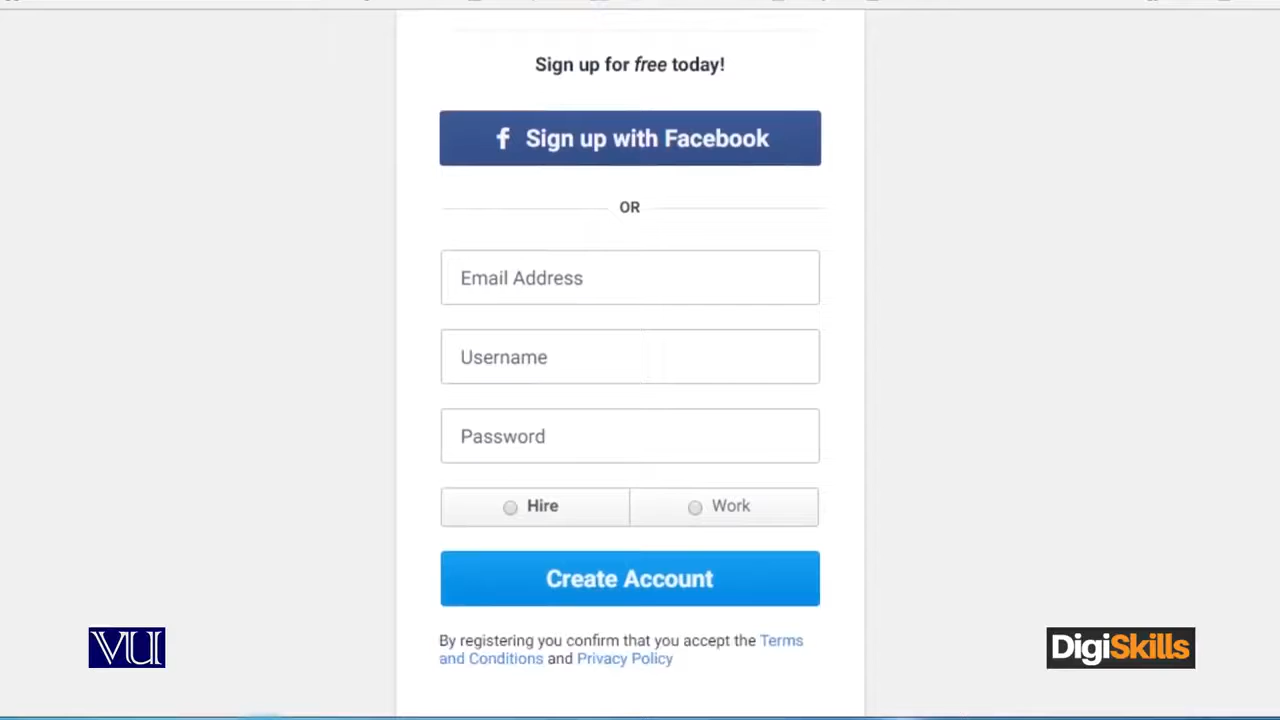 Sign up for free today!
f Sign up with Facebook
OR
Email Address
Username
Password
Hire
Work
Create Account
By registering you confirm that you accept the Terms
and Conditions and Privacy Policy
VU
DigiSkills